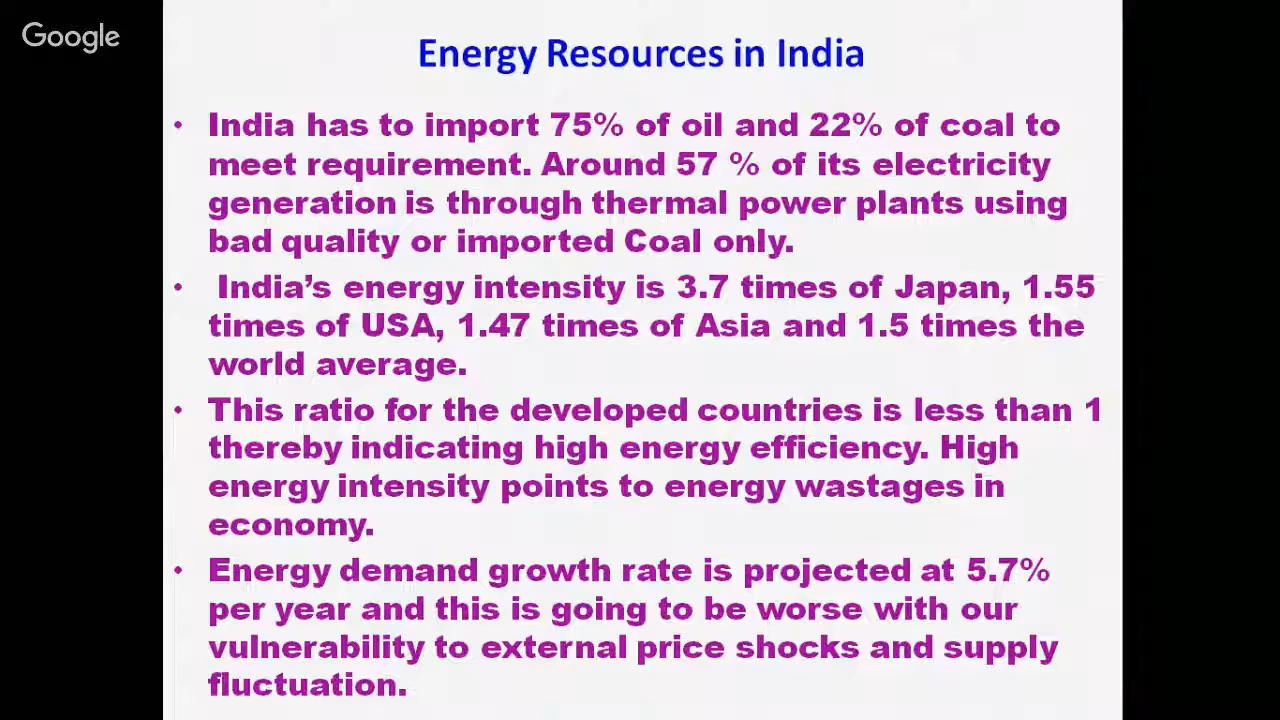 Google
Energy Resources in India
• India has to import 75% of oil and 22% of coal to
meet requirement. Around 57 % of its electricity
generation is through thermal power plants using
bad quality or imported Coal only.
• India’s energy intensity is 3.7 times of Japan, 1.55
times of USA, 1.47 times of Asia and 1.5 times the
world average.
• This ratio for the developed countries is less than 1
thereby indicating high energy efficiency. High
energy intensity points to energy wastages in
economy.
• Energy demand growth rate is projected at 5.7%
per year and this is going to be worse with our
vulnerability to external price shocks and supply
fluctuation.